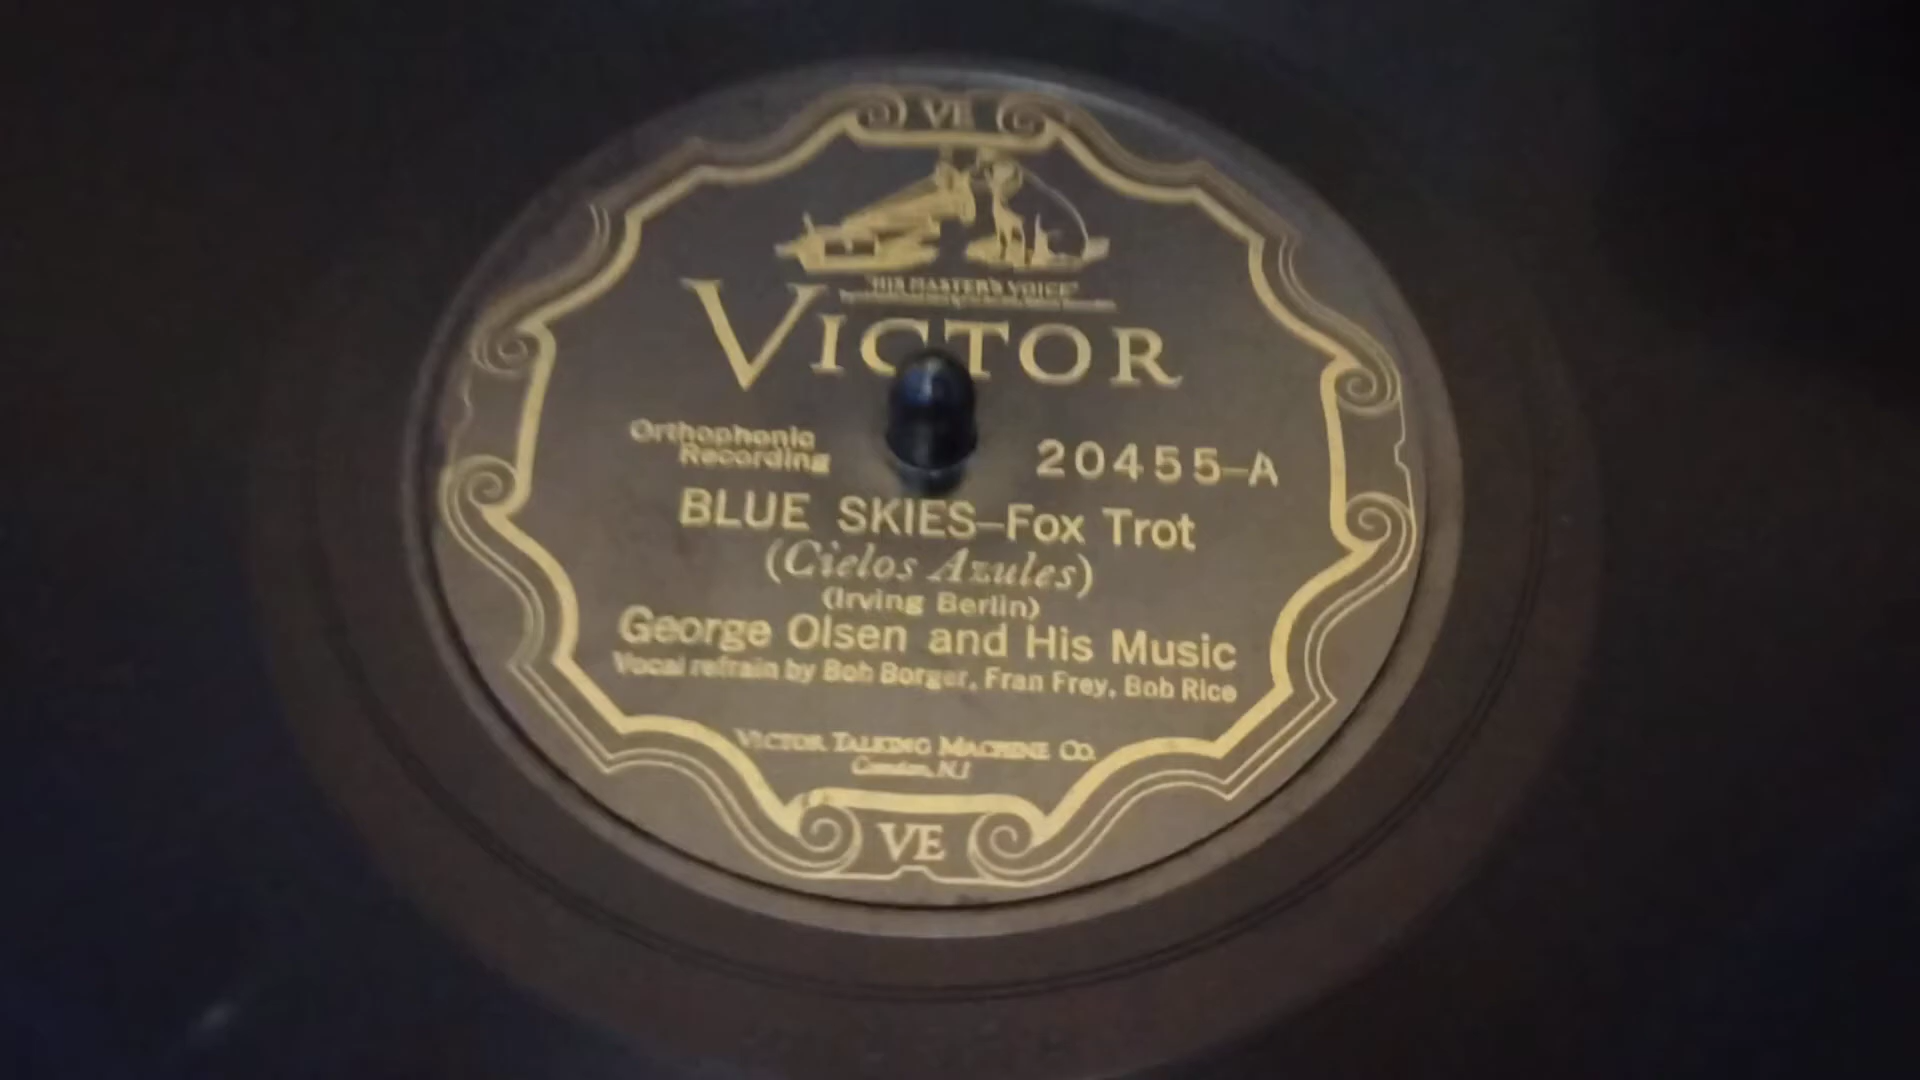 VE
"HIS MASTER'S VOICE"
VICTOR
Orthophonic
Recording
20455-A
BLUE SKIES-Fox Trot
(Cielos Azules)
(Irving Berlin)
George Olsen and His Music
Vocal refrain by Bob Borger, Fran Frey, Bob Rice
VICTOR TALKING MACHINE CO.
Camden, N.J.
VE